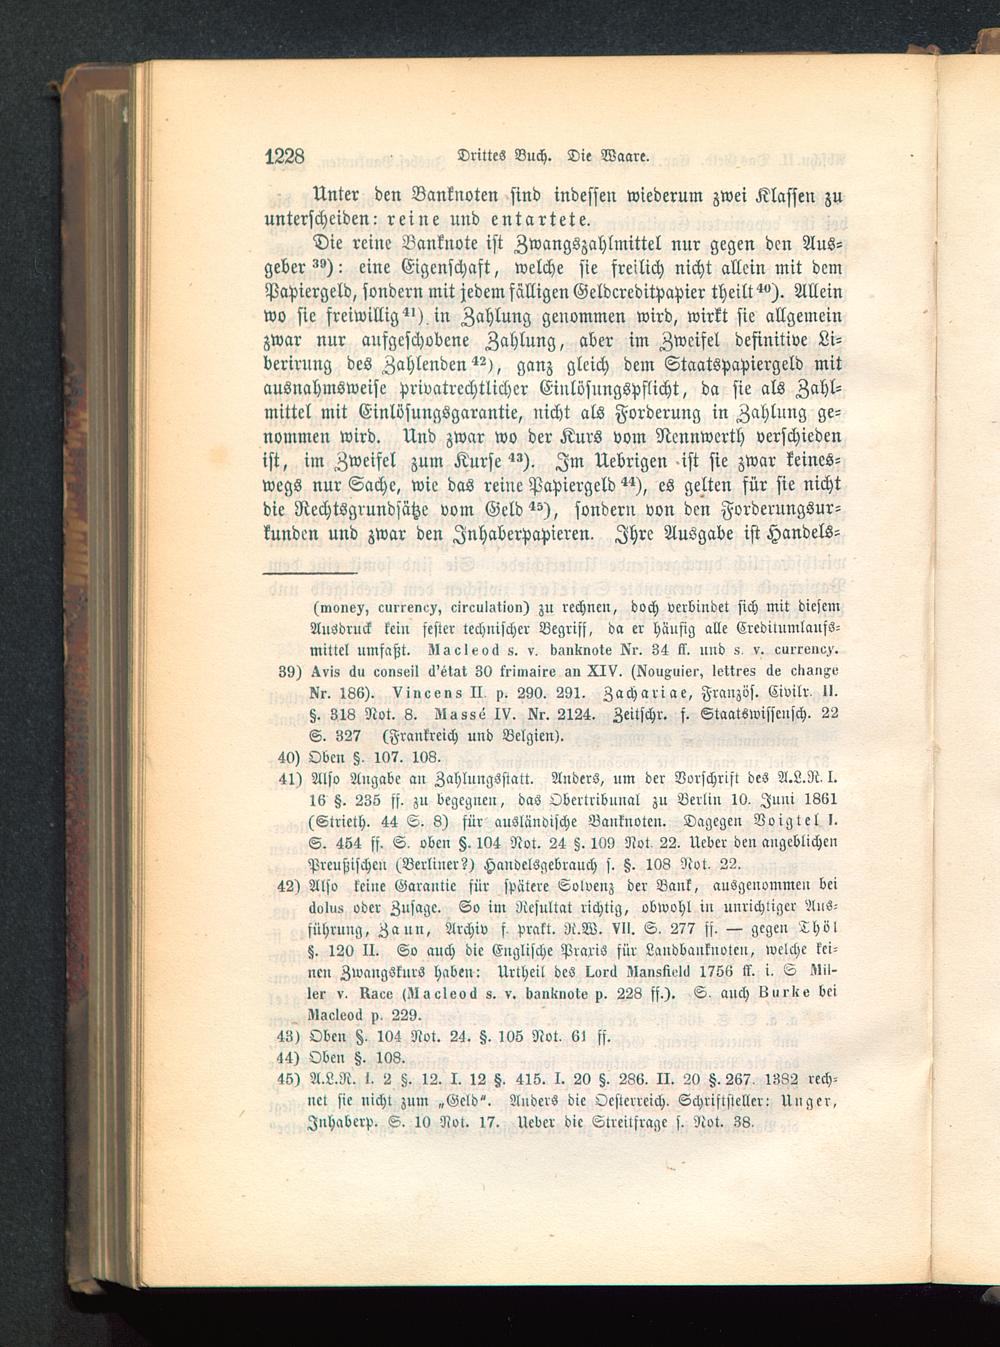 1228 Drittes Buch. Die Waare.
Unter den Banknoten sind indessen wiederum zwei Klassen zu
unterscheiden: reine und entartete.
Die reine Banknote ist Zwangszahlmittel nur gegen den Aus=
geber 39): eine Eigenschaft, welche sie freilich nicht allein mit dem
Papiergeld, sondern mit jedem fälligen Geldcreditpapier theilt 40). Allein
wo sie freiwillig 41) in Zahlung genommen wird, wirkt sie allgemein
zwar nur aufgeschobene Zahlung, aber im Zweifel definitive Li=
berirung des Zahlenden 42), ganz gleich dem Staatspapiergeld mit
ausnahmsweise privatrechtlicher Einlösungspflicht, da sie als Zahl=
mittel mit Einlösungsgarantie, nicht als Forderung in Zahlung ge=
nommen wird. Und zwar wo der Kurs vom Nennwerth verschieden
ist, im Zweifel zum Kurse 43). Im Uebrigen ist sie zwar keines=
wegs nur Sache, wie das reine Papiergeld 44), es gelten für sie nicht
die Rechtsgrundsätze vom Geld 45), sondern von den Forderungsur=
kunden und zwar den Inhaberpapieren. Ihre Ausgabe ist Handels=
(money, currency, circulation) zu rechnen, doch verbindet sich mit diesem
Ausdruck kein fester technischer Begriff, da er häufig alle Creditumlaufs=
mittel umfaßt. Macleod s. v. banknote Nr. 34 ff. und s. v. currency.
39) Avis du conseil d'état 30 frimaire an XIV. (Nouguier, lettres de change
Nr. 186). Vincens II. p. 290. 291. Zachariae, Französ. Civilr. II.
§. 318 Not. 8. Massé IV. Nr. 2124. Zeitschr. f. Staatswissensch. 22
S. 327 (Frankreich und Belgien).
40) Oben §. 107. 108.
41) Also Angabe an Zahlungsstatt. Anders, um der Vorschrift des A.L.R. I.
16 §. 235 ff. zu begegnen, das Obertribunal zu Berlin 10. Juni 1861
(Strieth. 44 S. 8) für ausländische Banknoten. Dagegen Voigtel I.
S. 454 ff. S. oben §. 104 Not. 24 §. 109 Not. 22. Ueber den angeblichen
Preußischen (Berliner?) Handelsgebrauch s. §. 108 Not. 22.
42) Also keine Garantie für spätere Solvenz der Bank, ausgenommen bei
dolus oder Zusage. So im Resultat richtig, obwohl in unrichtiger Aus=
führung, Zaun, Archiv f. prakt. R.W. VII. S. 277 ff. — gegen Thöl
§. 120 II. So auch die Englische Praxis für Landbanknoten, welche kei=
nen Zwangskurs haben: Urtheil des Lord Mansfield 1756 ff. i. S Mil-
ler v. Race (Macleod s. v. banknote p. 228 ff.). S. auch Burke bei
Macleod p. 229.
43) Oben §. 104 Not. 24. §. 105 Not. 61 ff.
44) Oben §. 108.
45) A.L.R. I. 2 §. 12. I. 12 §. 415. I. 20 §. 286. II. 20 §. 267. 1382 rech=
net sie nicht zum „Geld“. Anders die Oesterreich. Schriftsteller: Unger,
Inhaberp. S. 10 Not. 17. Ueber die Streitfrage s. Not. 38.